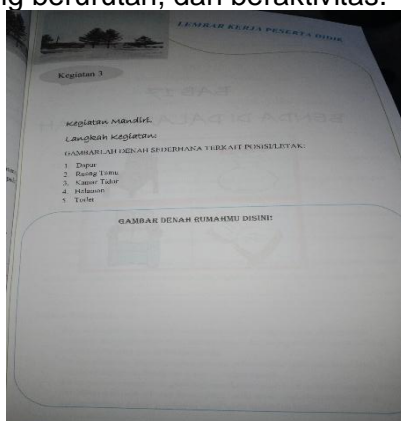 ng berurutan, dan beraktivitas.
LEMBAR KERJA PESERTA DIDIK
Kegiatan 3
Kegiatan Mandiri.
Langkah Kegiatan:
GAMBARLAH DENAH SEDERHANA TERKAIT POSISI/LETAK:
1. Dapur
2. Ruang Tamu
3. Kamar Tidur
4. Halaman
5. Toilet
GAMBAR DENAH RUMAHMU DISINI: